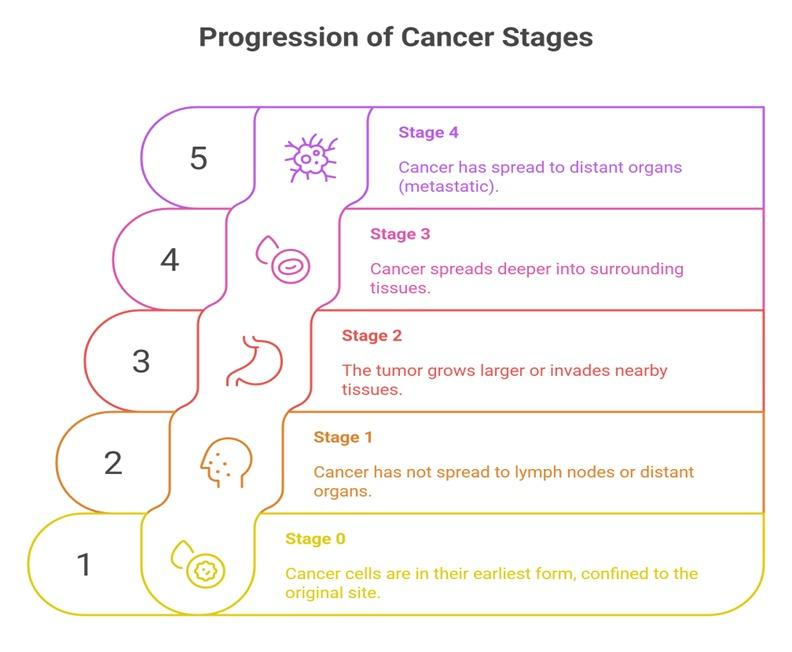 Progression of Cancer Stages
5
Stage 4
Cancer has spread to distant organs
(metastatic).
4
Stage 3
Cancer spreads deeper into surrounding
tissues.
3
Stage 2
The tumor grows larger or invades nearby
tissues.
2
Stage 1
Cancer has not spread to lymph nodes or distant
organs.
1
Stage 0
Cancer cells are in their earliest form, confined to the
original site.